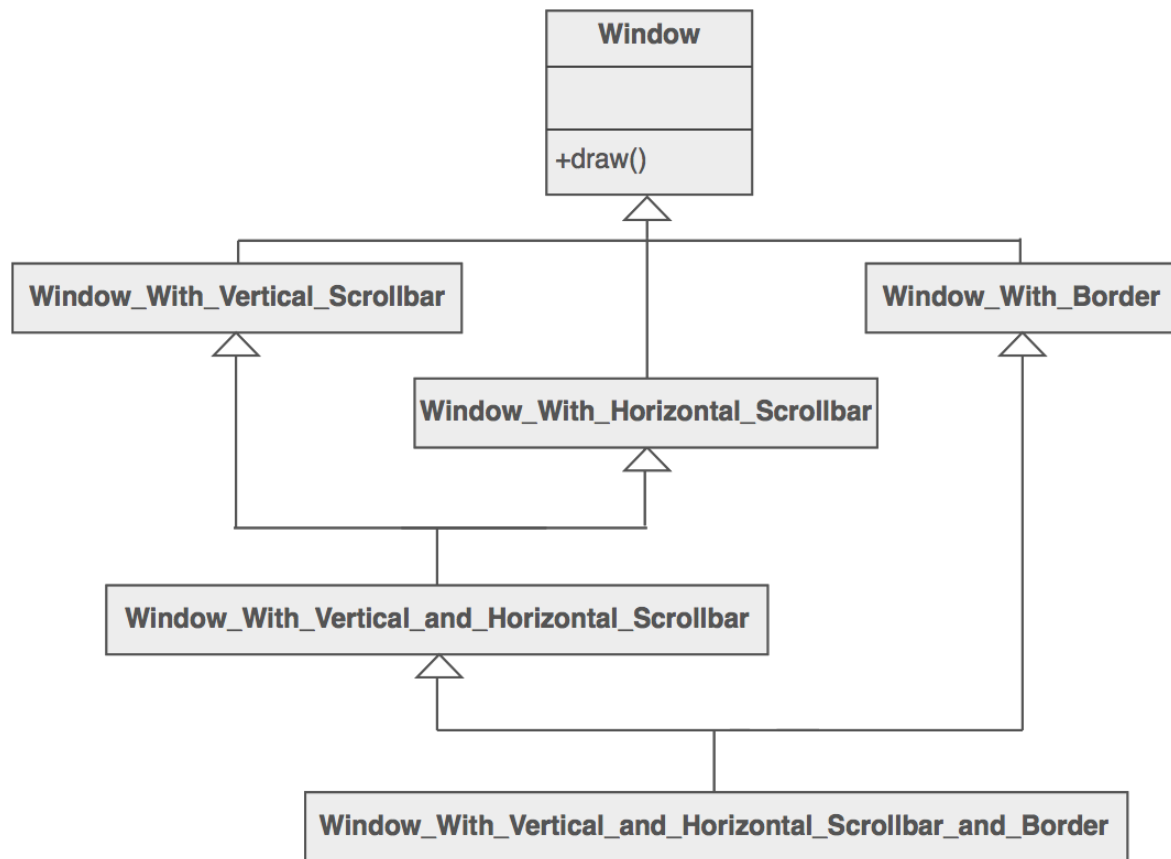 Window
+draw()
Window_With_Vertical_Scrollbar
Window_With_Border
Window_With_Horizontal_Scrollbar
Window_With_Vertical_and_Horizontal_Scrollbar
Window_With_Vertical_and_Horizontal_Scrollbar_and_Border